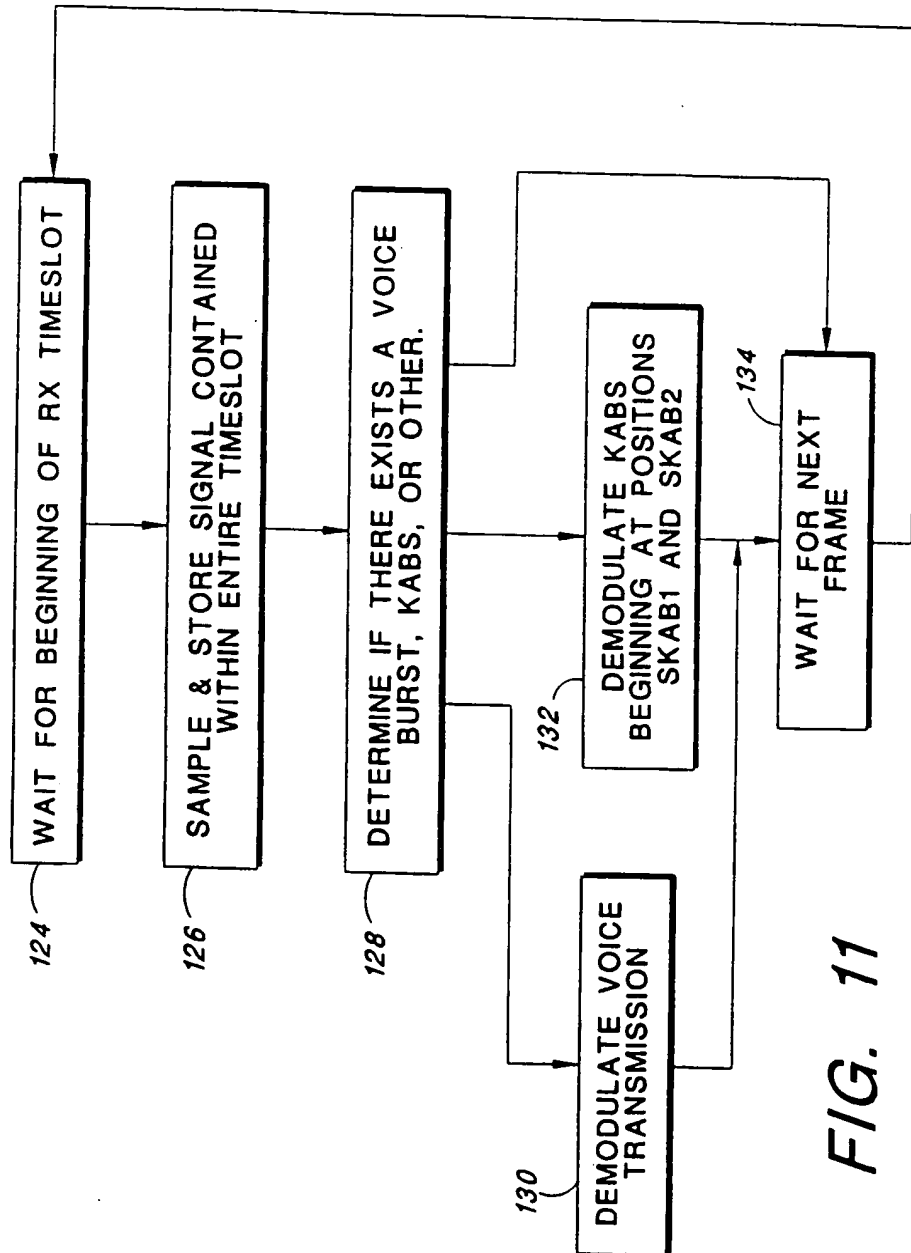 124
WAIT FOR BEGINNING OF RX TIMESLOT
126
SAMPLE & STORE SIGNAL CONTAINED
WITHIN ENTIRE TIMESLOT
128
DETERMINE IF THERE EXISTS A VOICE
BURST, KABS, OR OTHER.
130
DEMODULATE VOICE
TRANSMISSION
132
DEMODULATE KABS
BEGINNING AT POSITIONS
SKAB1 AND SKAB2
134
WAIT FOR NEXT
FRAME
FIG. 11